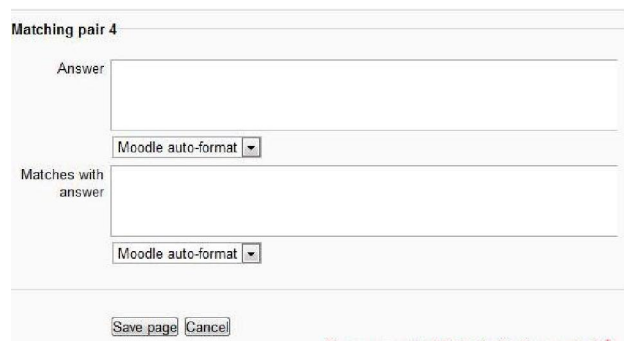 Matching pair 4
Answer
Moodle auto-format
Matches with
answer
Moodle auto-format
Save page Cancel